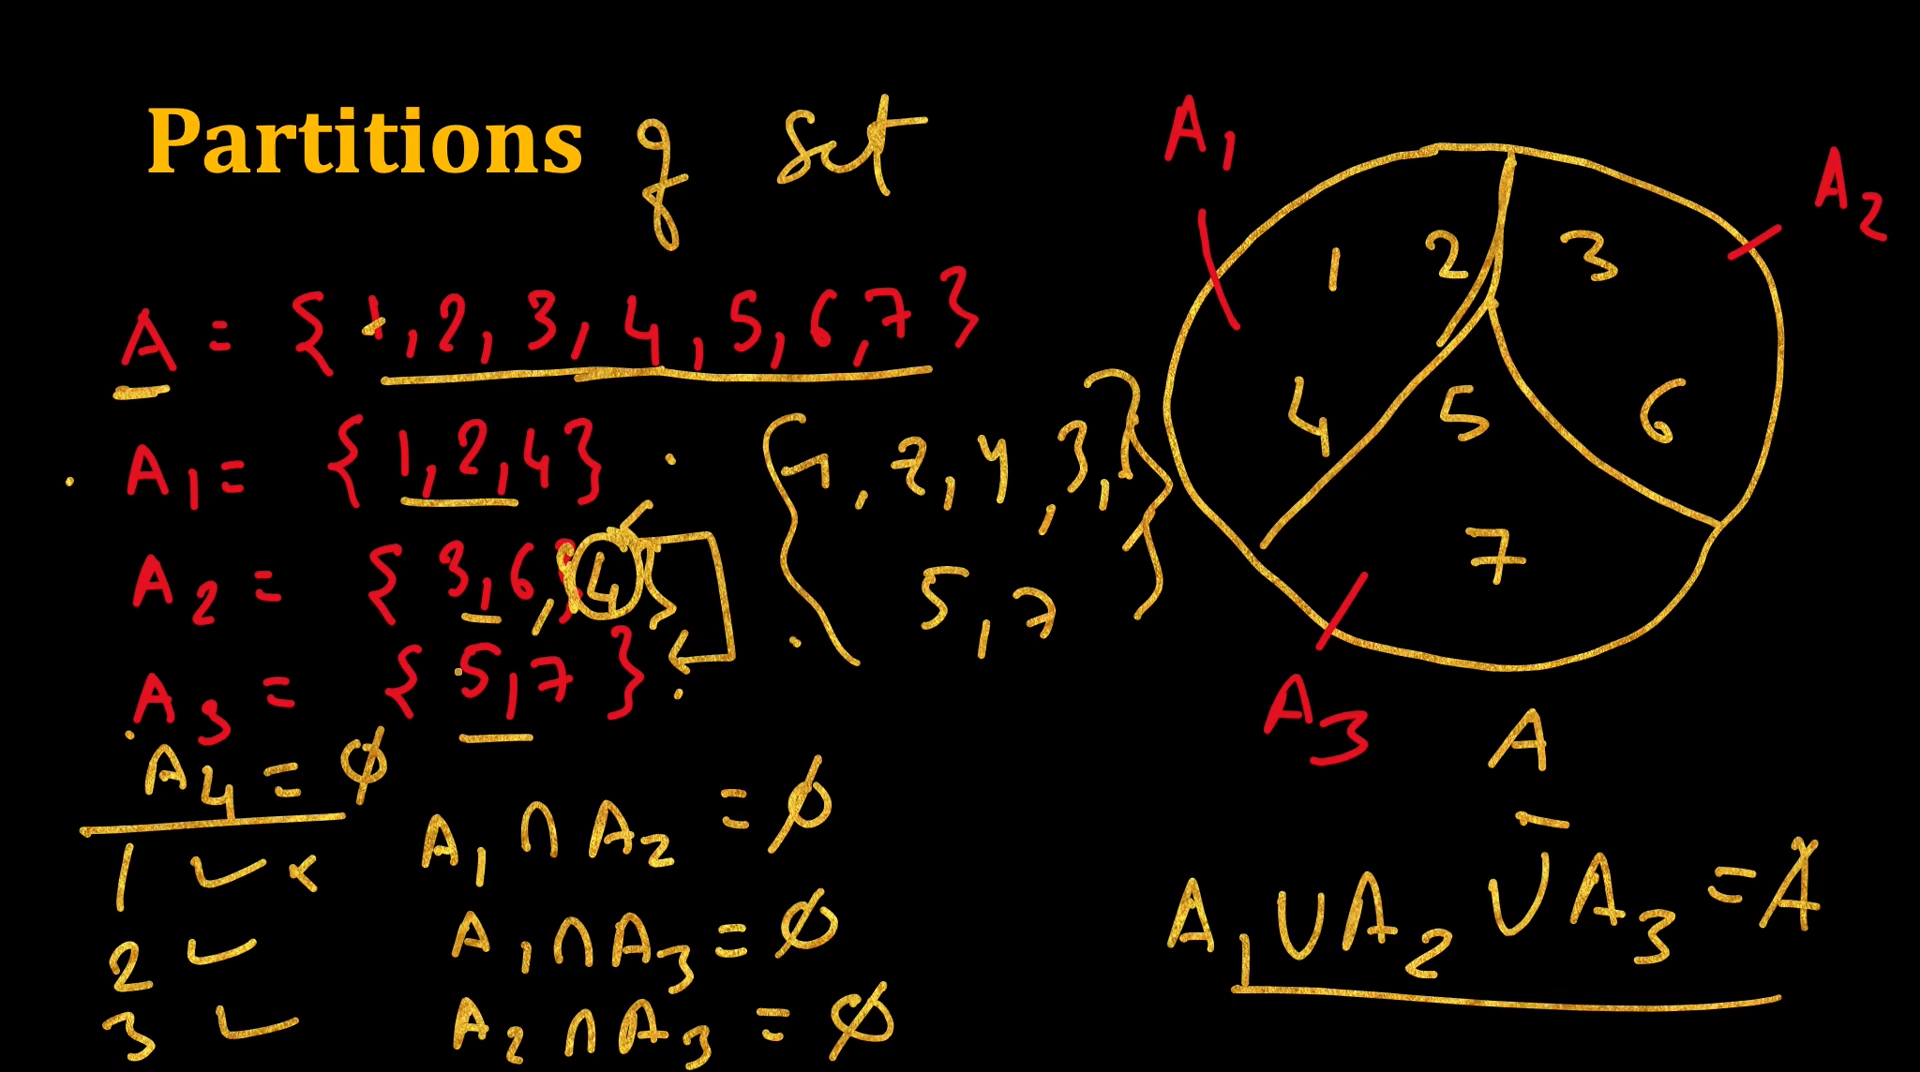 Partitions of set
A = { 1, 2, 3, 4, 5, 6, 7 }
A1 = { 1, 2, 4 }
A2 = { 3, 6 } , 4 }
A3 = { 5, 7 }
A4 = ϕ
1 ✓ ×
2 ✓
3 ✓
{ 1, 2, 4, 3, }
5, 7 }
A1 ∩ A2 = ϕ
A1 ∩ A3 = ϕ
A2 ∩ A3 = ϕ
A1
A2
1 2 3
4 5 6
7
A3
A
A1 ∪ A2 ∪ A3 = A